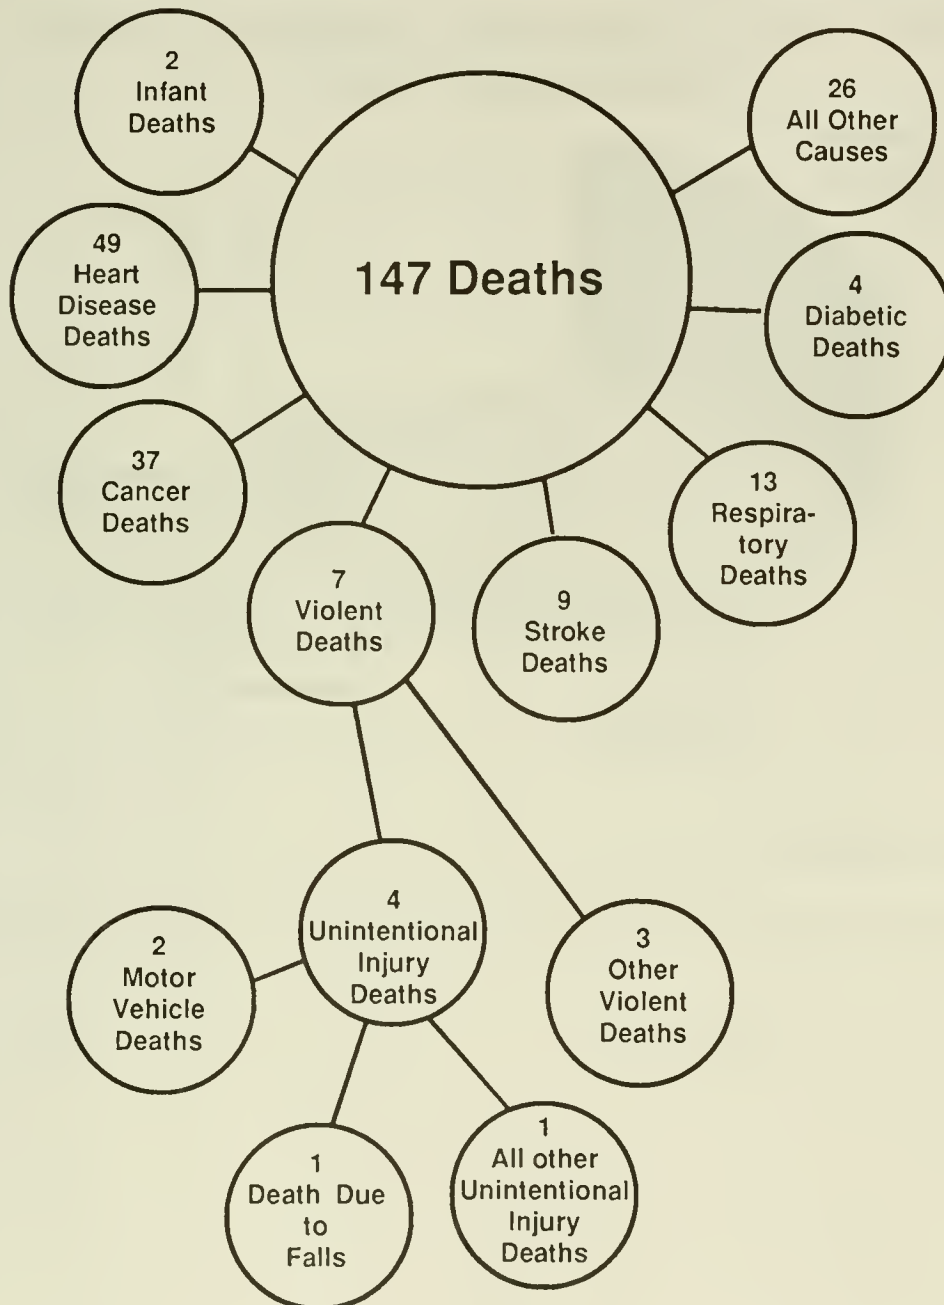 2
Infant
Deaths
26
All Other
Causes
147 Deaths
49
Heart
Disease
Deaths
4
Diabetic
Deaths
37
Cancer
Deaths
13
Respira-
tory
Deaths
7
Violent
Deaths
9
Stroke
Deaths
4
Unintentional
Injury
Deaths
2
Motor
Vehicle
Deaths
3
Other
Violent
Deaths
1
Death Due
to
Falls
1
All other
Unintentional
Injury
Deaths